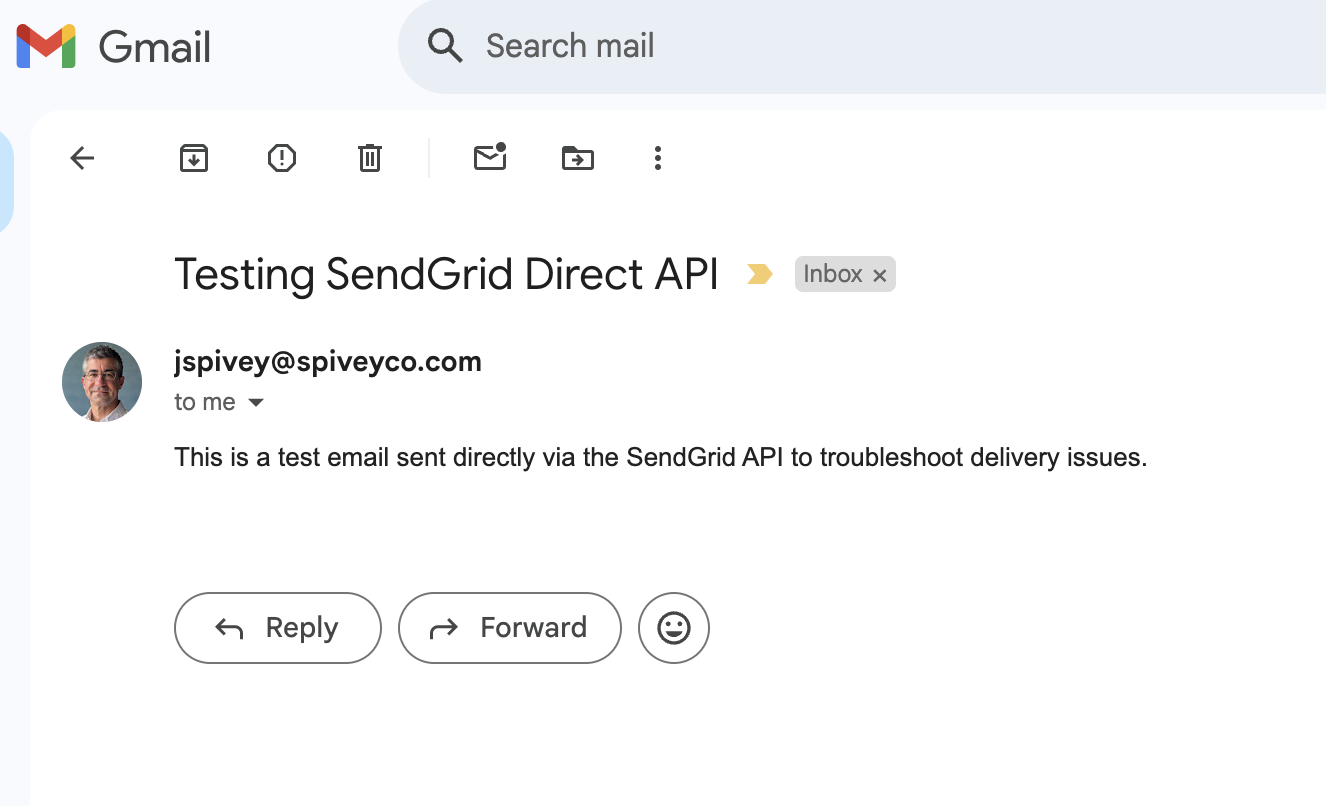 Gmail
Search mail
Testing SendGrid Direct API Inbox ×
jspivey@spiveyco.com
to me
This is a test email sent directly via the SendGrid API to troubleshoot delivery issues.
Reply Forward